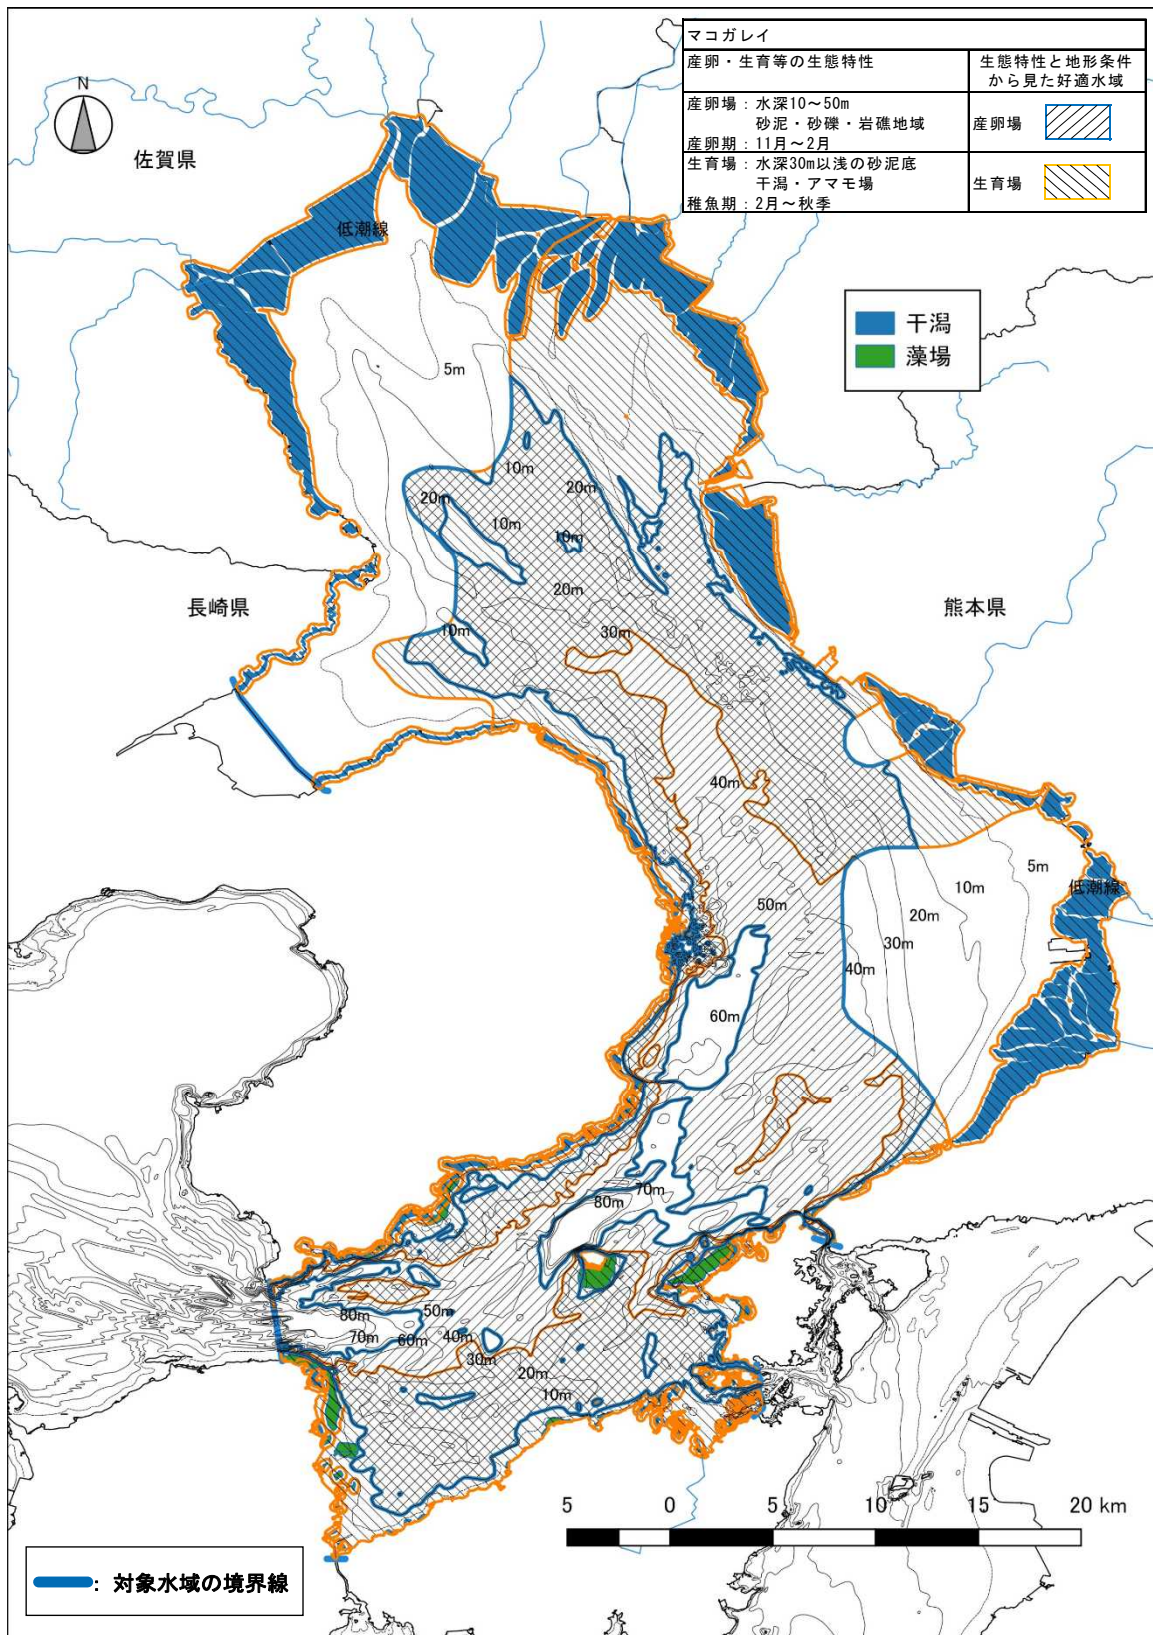 マコガレイ
産卵・生育等の生態特性
生態特性と地形条件
から見た好適水域
産卵場：水深10～50m
砂泥・砂礫・岩礁地域
産卵期：11月～2月
産卵場
生育場：水深30m以浅の砂泥底
干潟・アマモ場
稚魚期：2月～秋季
生育場
N
佐賀県
低潮線
干潟
藻場
5m
10m
20m
20m
10m
10m
20m
長崎県
熊本県
10m
30m
40m
5m
低潮線
10m
50m
20m
30m
40m
60m
70m
80m
80m
50m
70m
60m
40m
30m
20m
10m
5 0 5 10 15 20 km
：対象水域の境界線